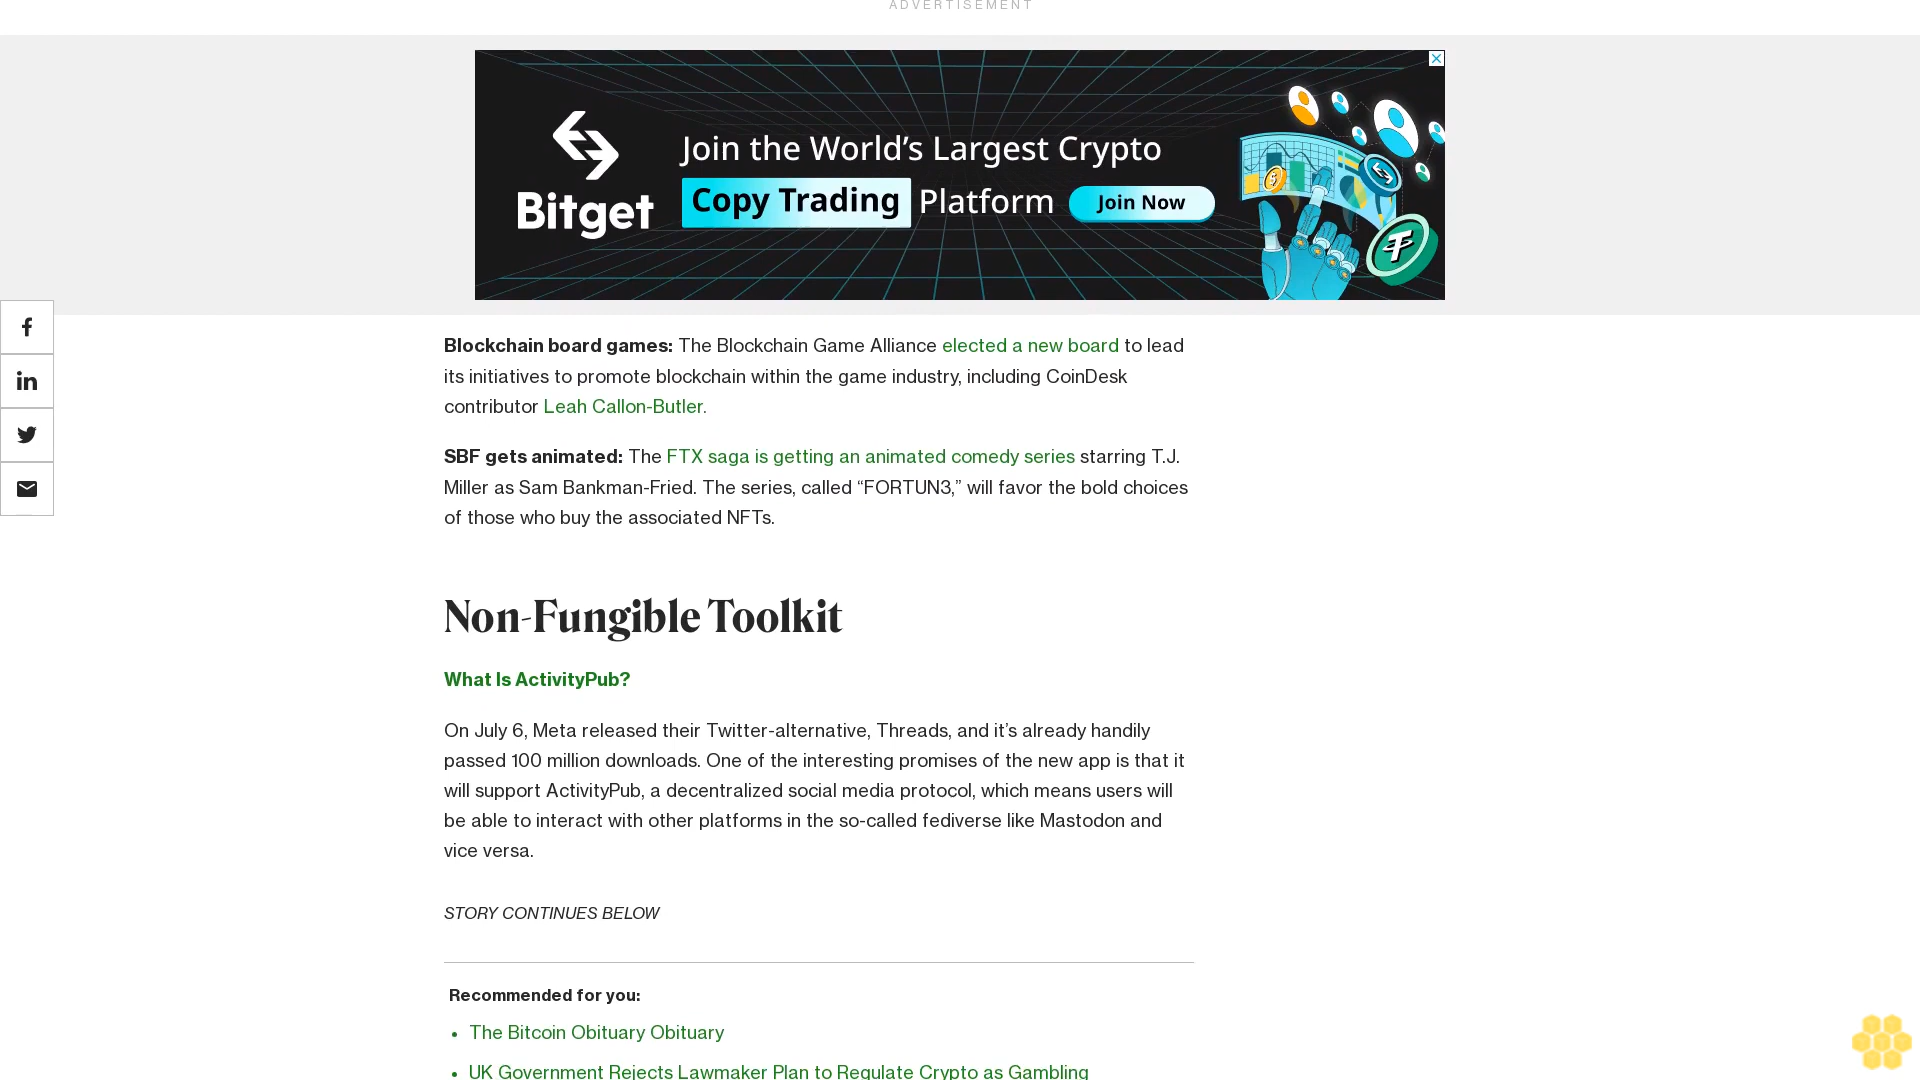 ADVERTISEMENT
Bitget
Join the World’s Largest Crypto
Copy Trading Platform Join Now
Blockchain board games: The Blockchain Game Alliance elected a new board to lead
its initiatives to promote blockchain within the game industry, including CoinDesk
contributor Leah Callon-Butler.
SBF gets animated: The FTX saga is getting an animated comedy series starring T.J.
Miller as Sam Bankman-Fried. The series, called “FORTUN3,” will favor the bold choices
of those who buy the associated NFTs.
Non-Fungible Toolkit
What Is ActivityPub?
On July 6, Meta released their Twitter-alternative, Threads, and it’s already handily
passed 100 million downloads. One of the interesting promises of the new app is that it
will support ActivityPub, a decentralized social media protocol, which means users will
be able to interact with other platforms in the so-called fediverse like Mastodon and
vice versa.
STORY CONTINUES BELOW
Recommended for you:
• The Bitcoin Obituary Obituary
• UK Government Rejects Lawmaker Plan to Regulate Crypto as Gambling